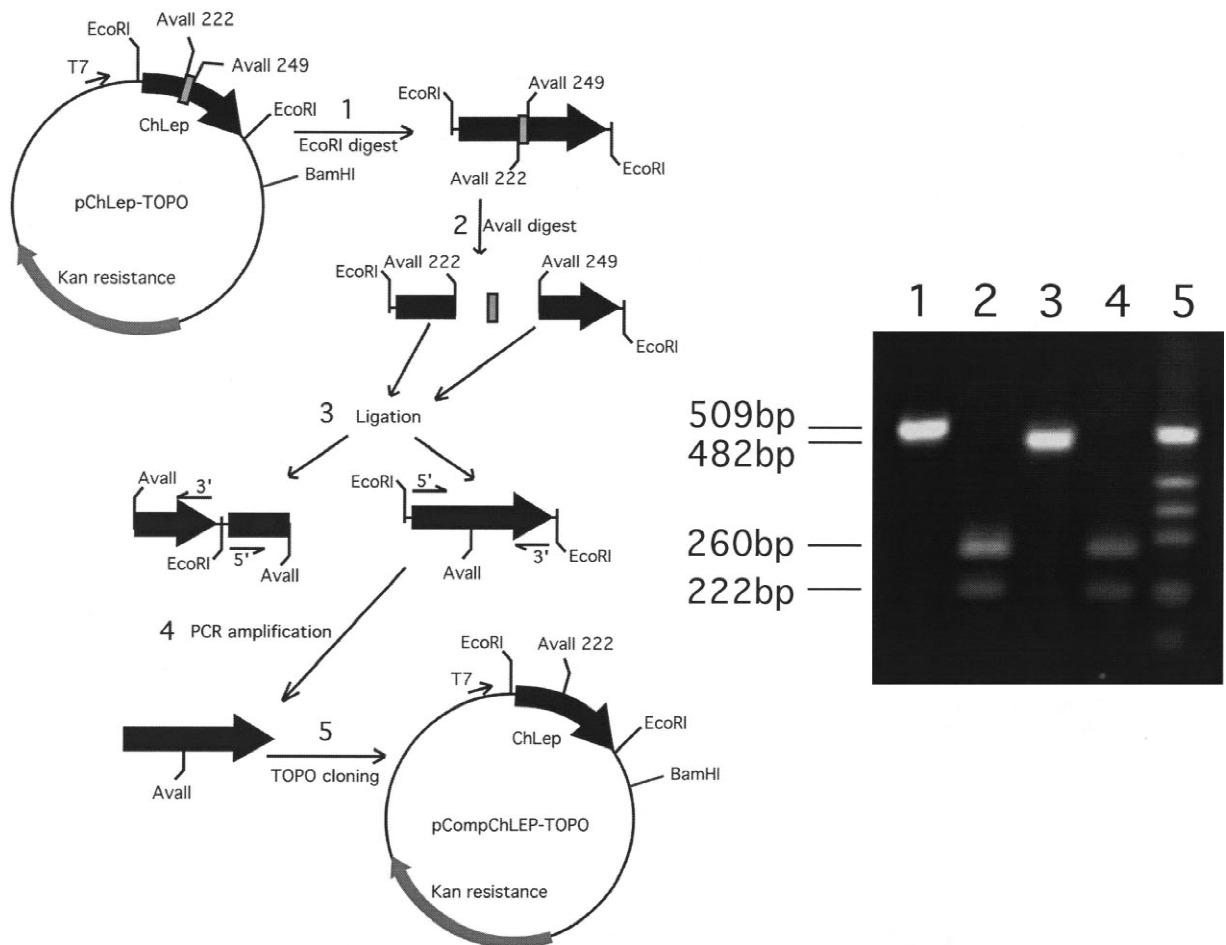 AvaII 222
EcoRI
AvaII 249
T7
EcoRI
ChLep
BamHI
pChLep-TOPO
Kan resistance
1
EcoRI digest
EcoRI
AvaII 249
AvaII 222
EcoRI
2 AvaII digest
EcoRI
AvaII 222
AvaII 249
EcoRI
3 Ligation
AvaII
3'
EcoRI
5'
AvaII
EcoRI
5'
AvaII
3'
EcoRI
4 PCR amplification
AvaII
5
TOPO cloning
EcoRI
AvaII 222
T7
EcoRI
ChLep
BamHI
pCompChLEP-TOPO
Kan resistance
1 2 3 4 5
509bp
482bp
260bp
222bp